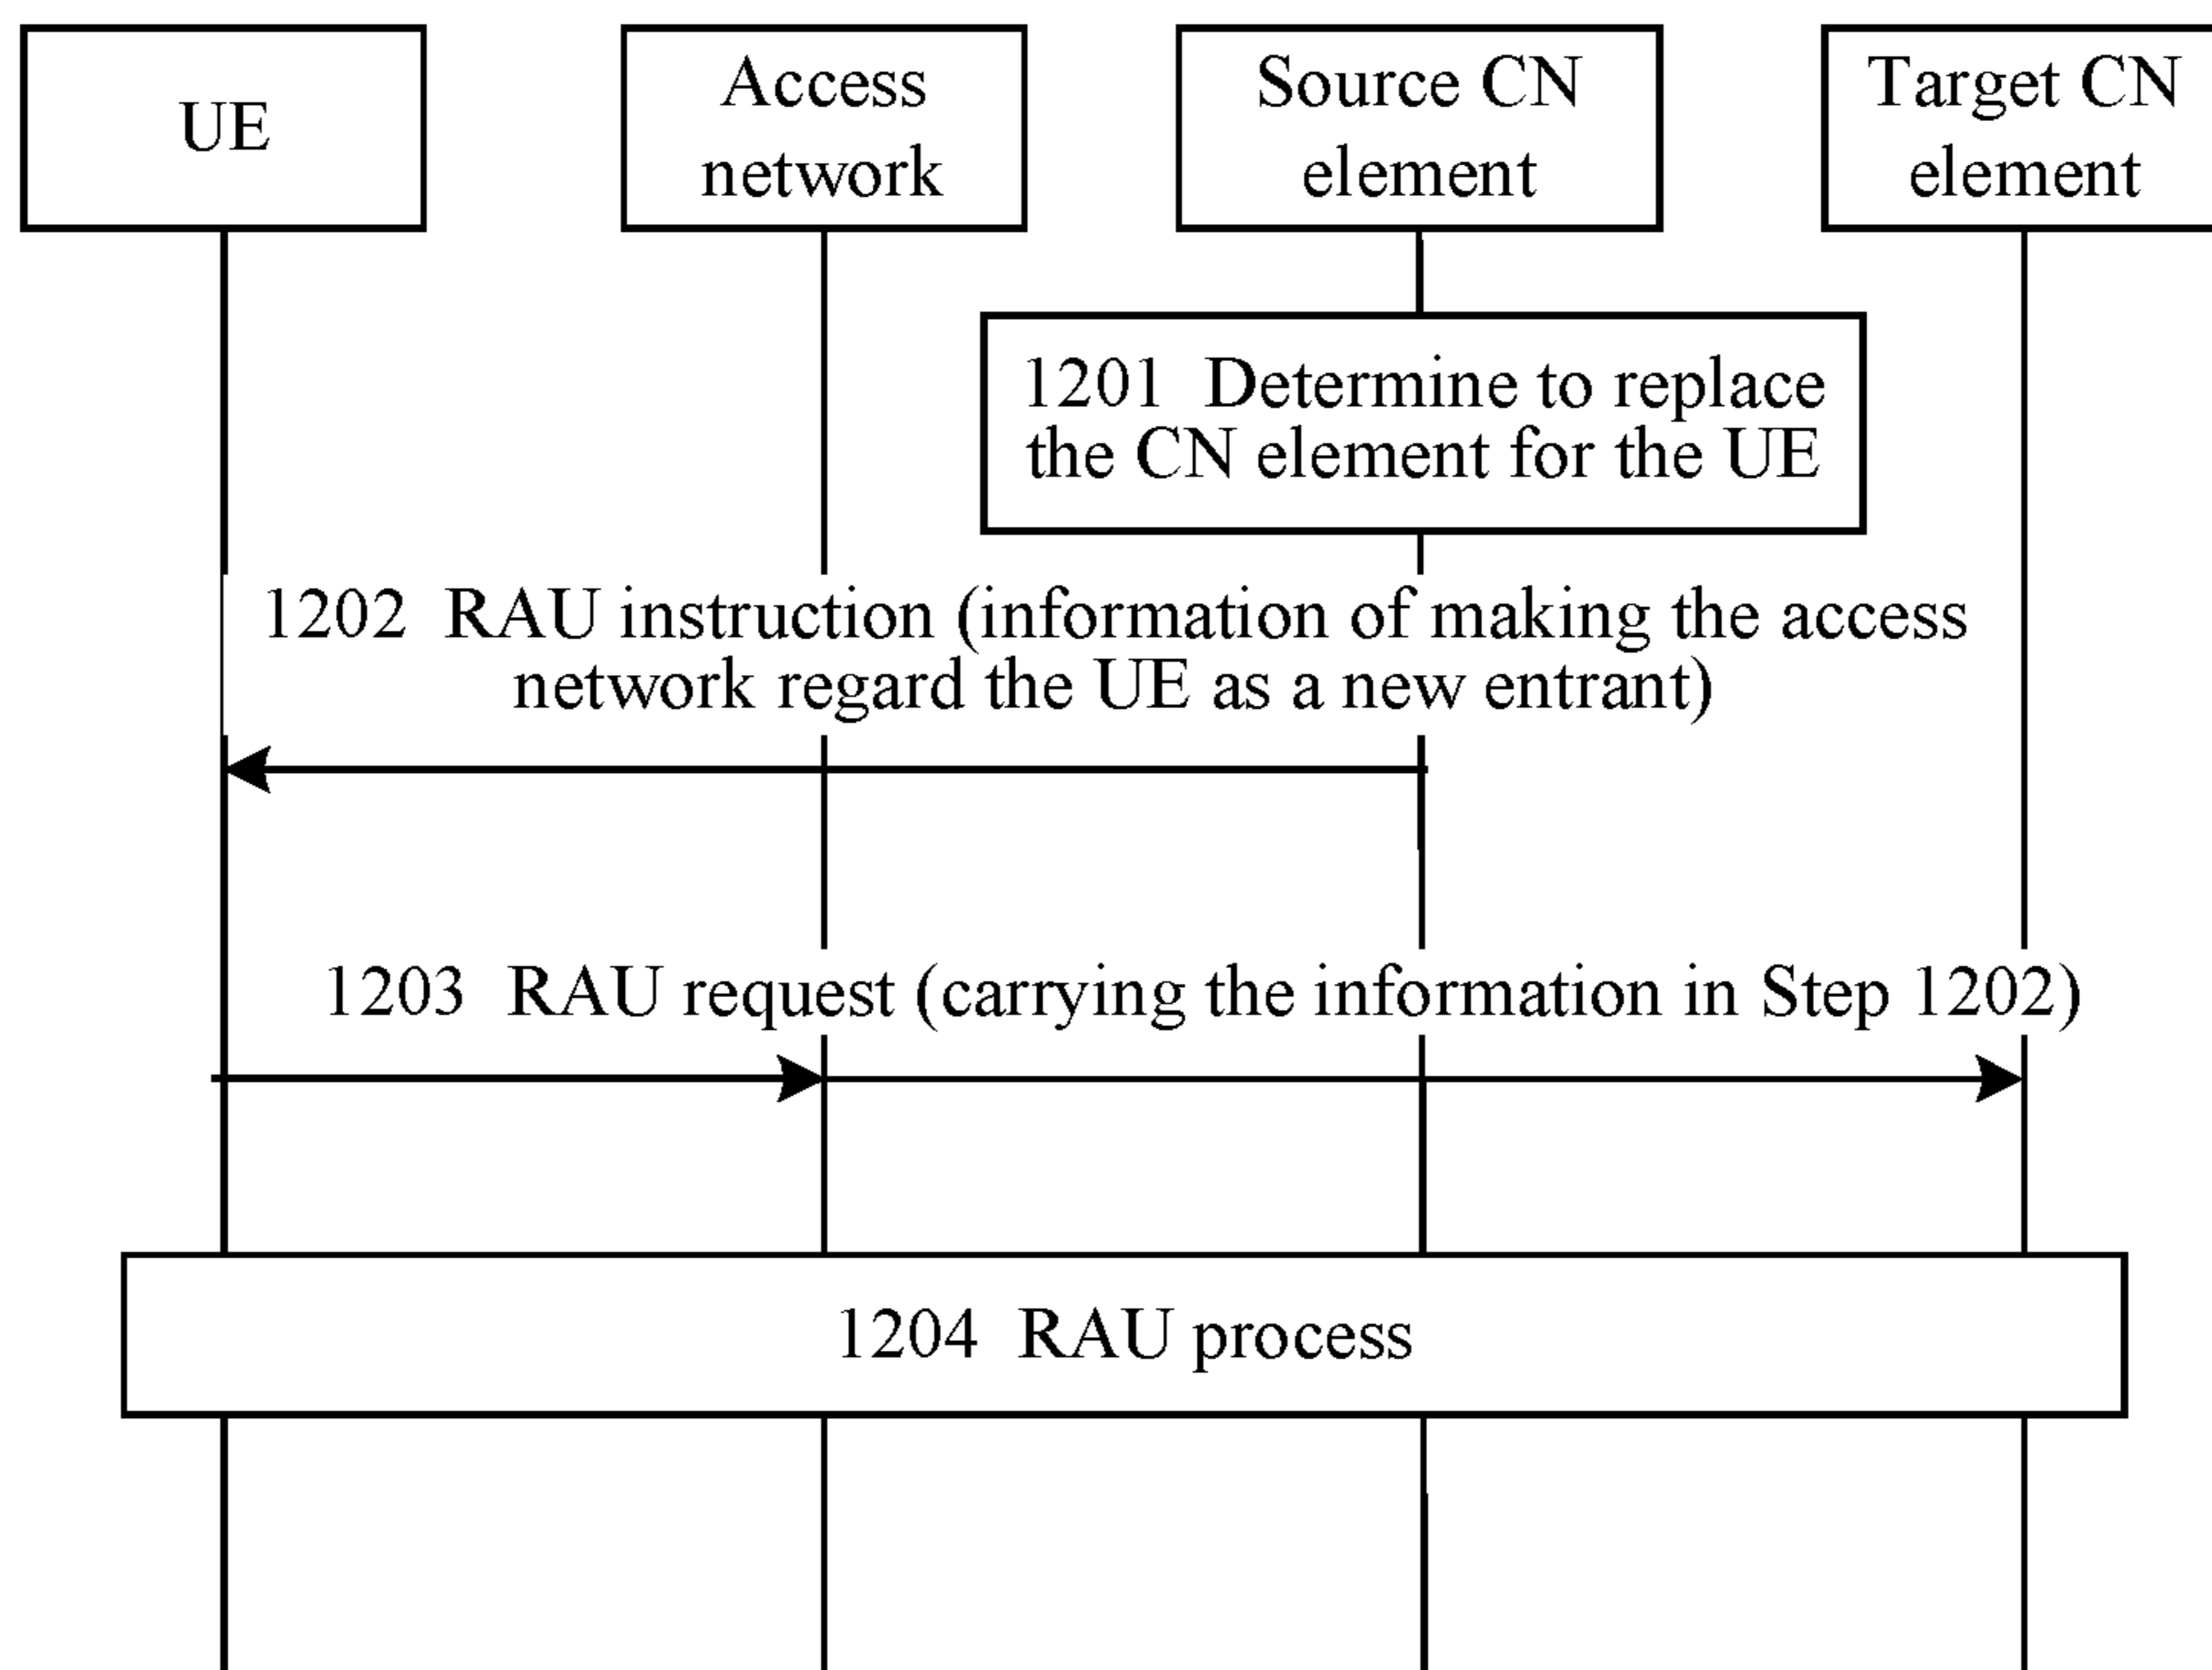 UE
Access
network
Source CN
element
Target CN
element
1201 Determine to replace
the CN element for the UE
1202 RAU instruction (information of making the access
network regard the UE as a new entrant)
1203 RAU request (carrying the information in Step 1202)
1204 RAU process